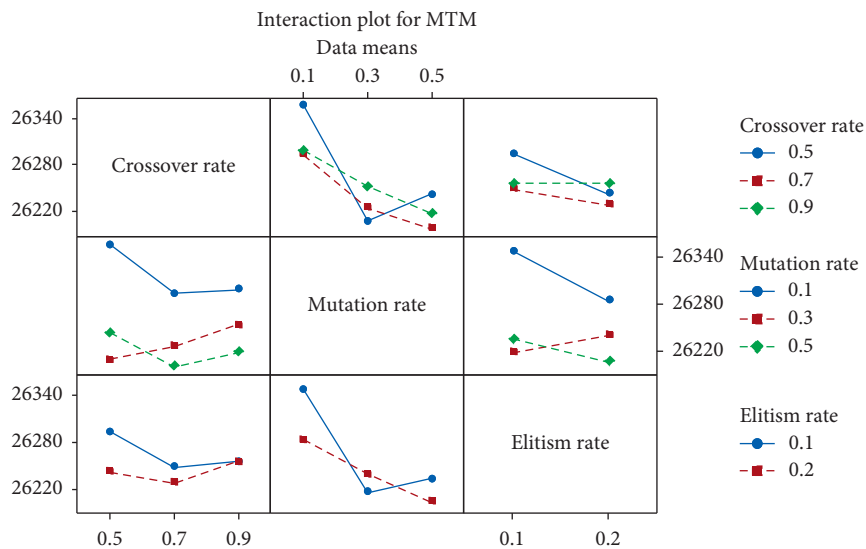 Interaction plot for MTM
Data means
0.1 0.3 0.5
26340
26280
26220
Crossover rate
Crossover rate
0.5
0.7
0.9
Mutation rate
26340
26280
26220
Mutation rate
0.1
0.3
0.5
26340
26280
26220
Elitism rate
Elitism rate
0.1
0.2
0.5 0.7 0.9 0.1 0.2